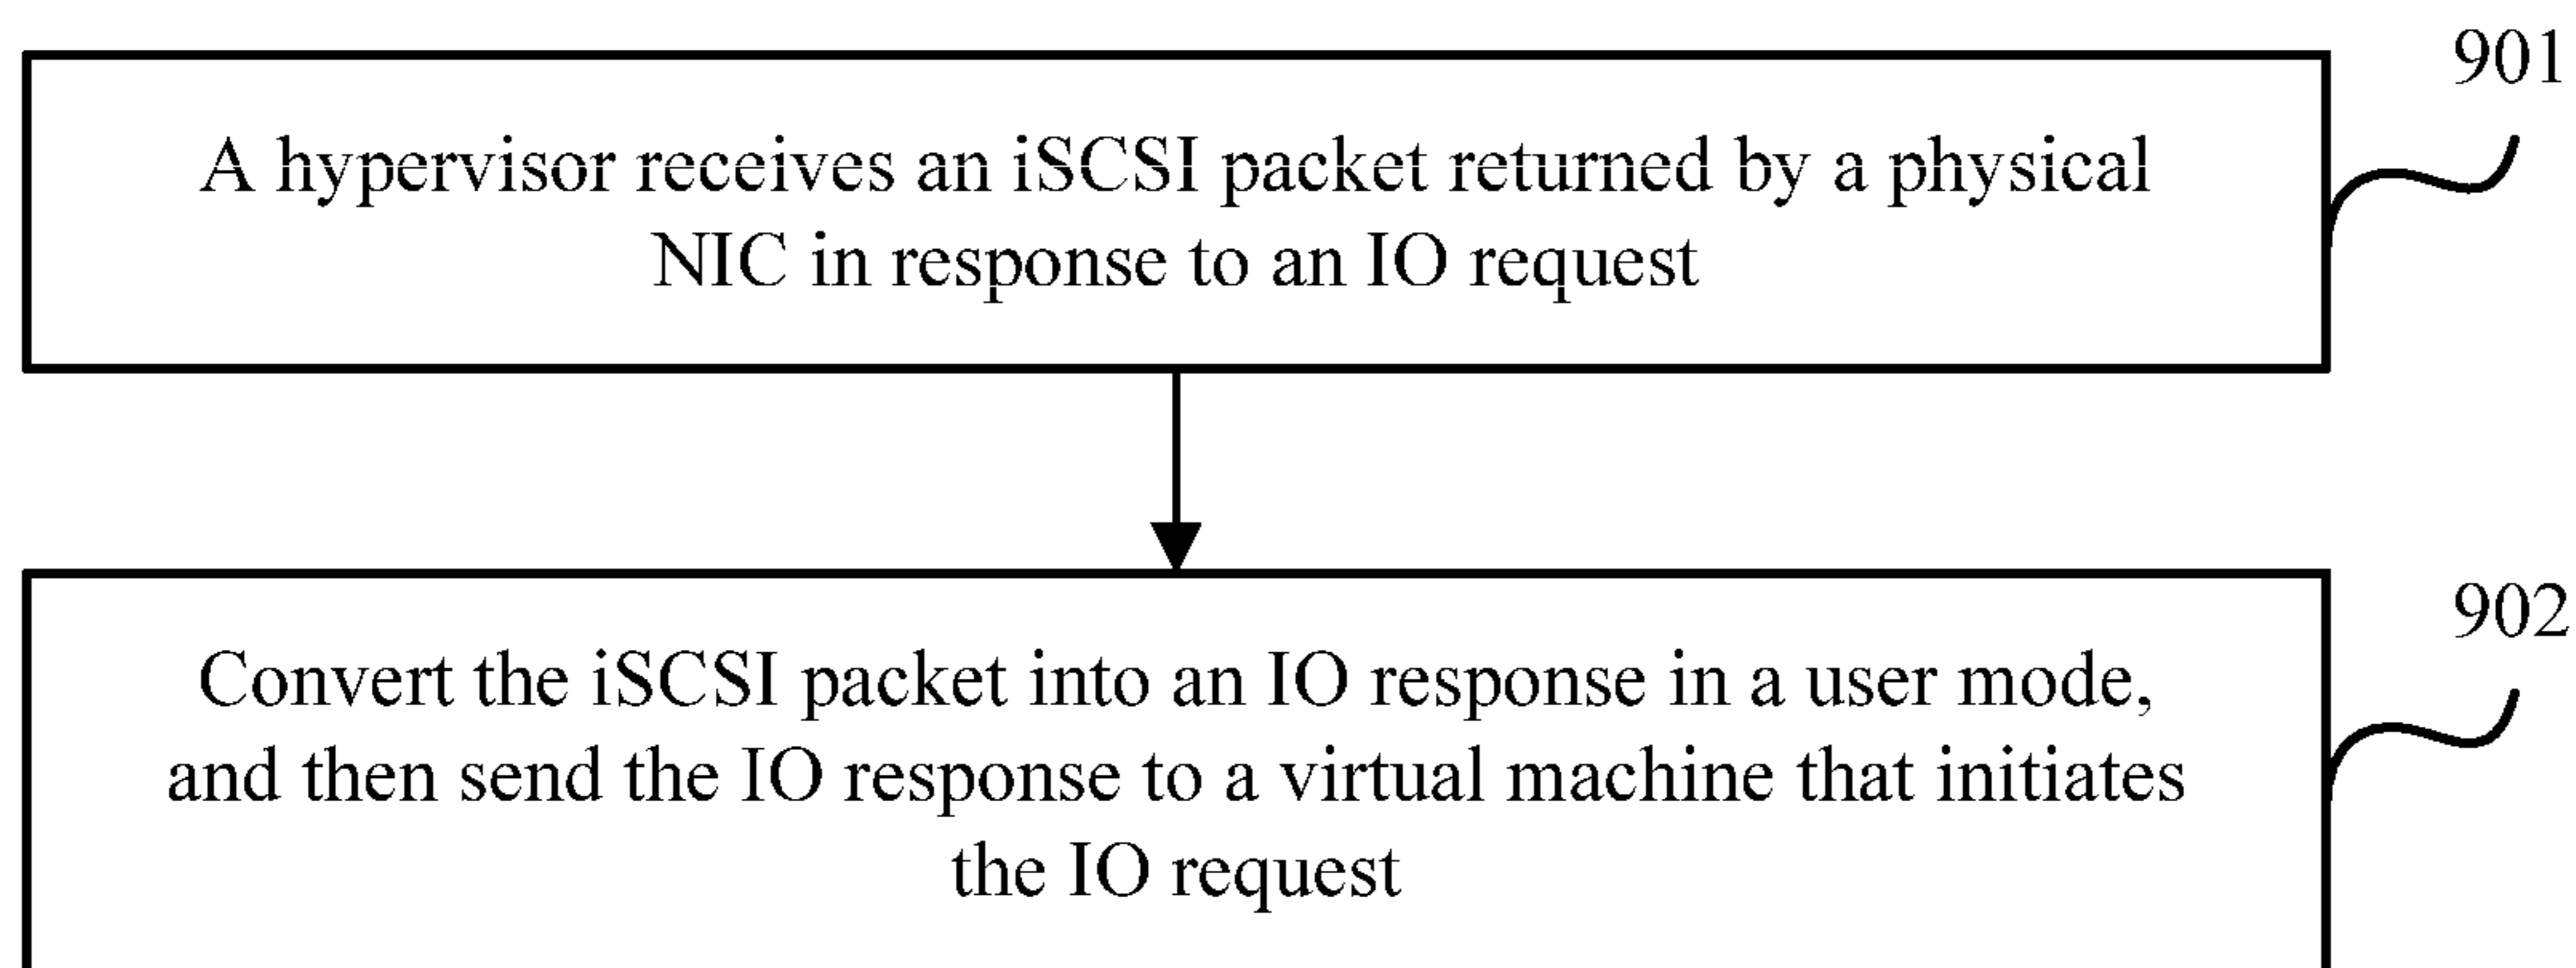 901
A hypervisor receives an iSCSI packet returned by a physical
NIC in response to an IO request
902
Convert the iSCSI packet into an IO response in a user mode,
and then send the IO response to a virtual machine that initiates
the IO request